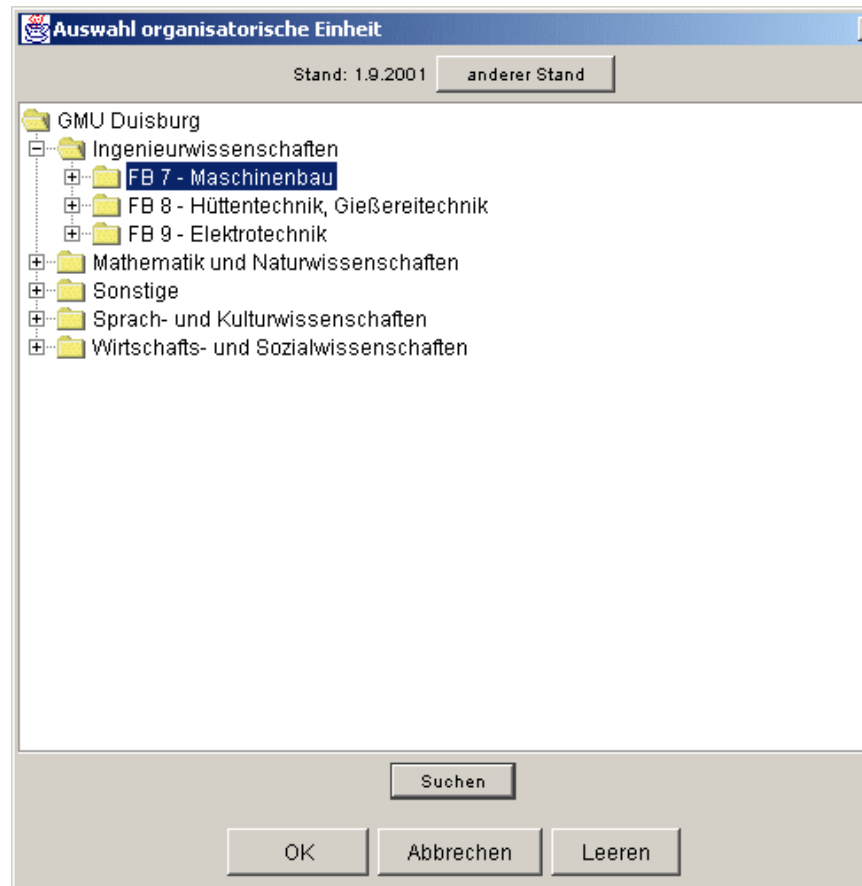 Auswahl organisatorische Einheit
Stand: 1.9.2001 anderer Stand
GMU Duisburg
Ingenieurwissenschaften
FB 7 - Maschinenbau
FB 8 - Hüttentechnik, Gießereitechnik
FB 9 - Elektrotechnik
Mathematik und Naturwissenschaften
Sonstige
Sprach- und Kulturwissenschaften
Wirtschafts- und Sozialwissenschaften
Suchen
OK Abbrechen Leeren